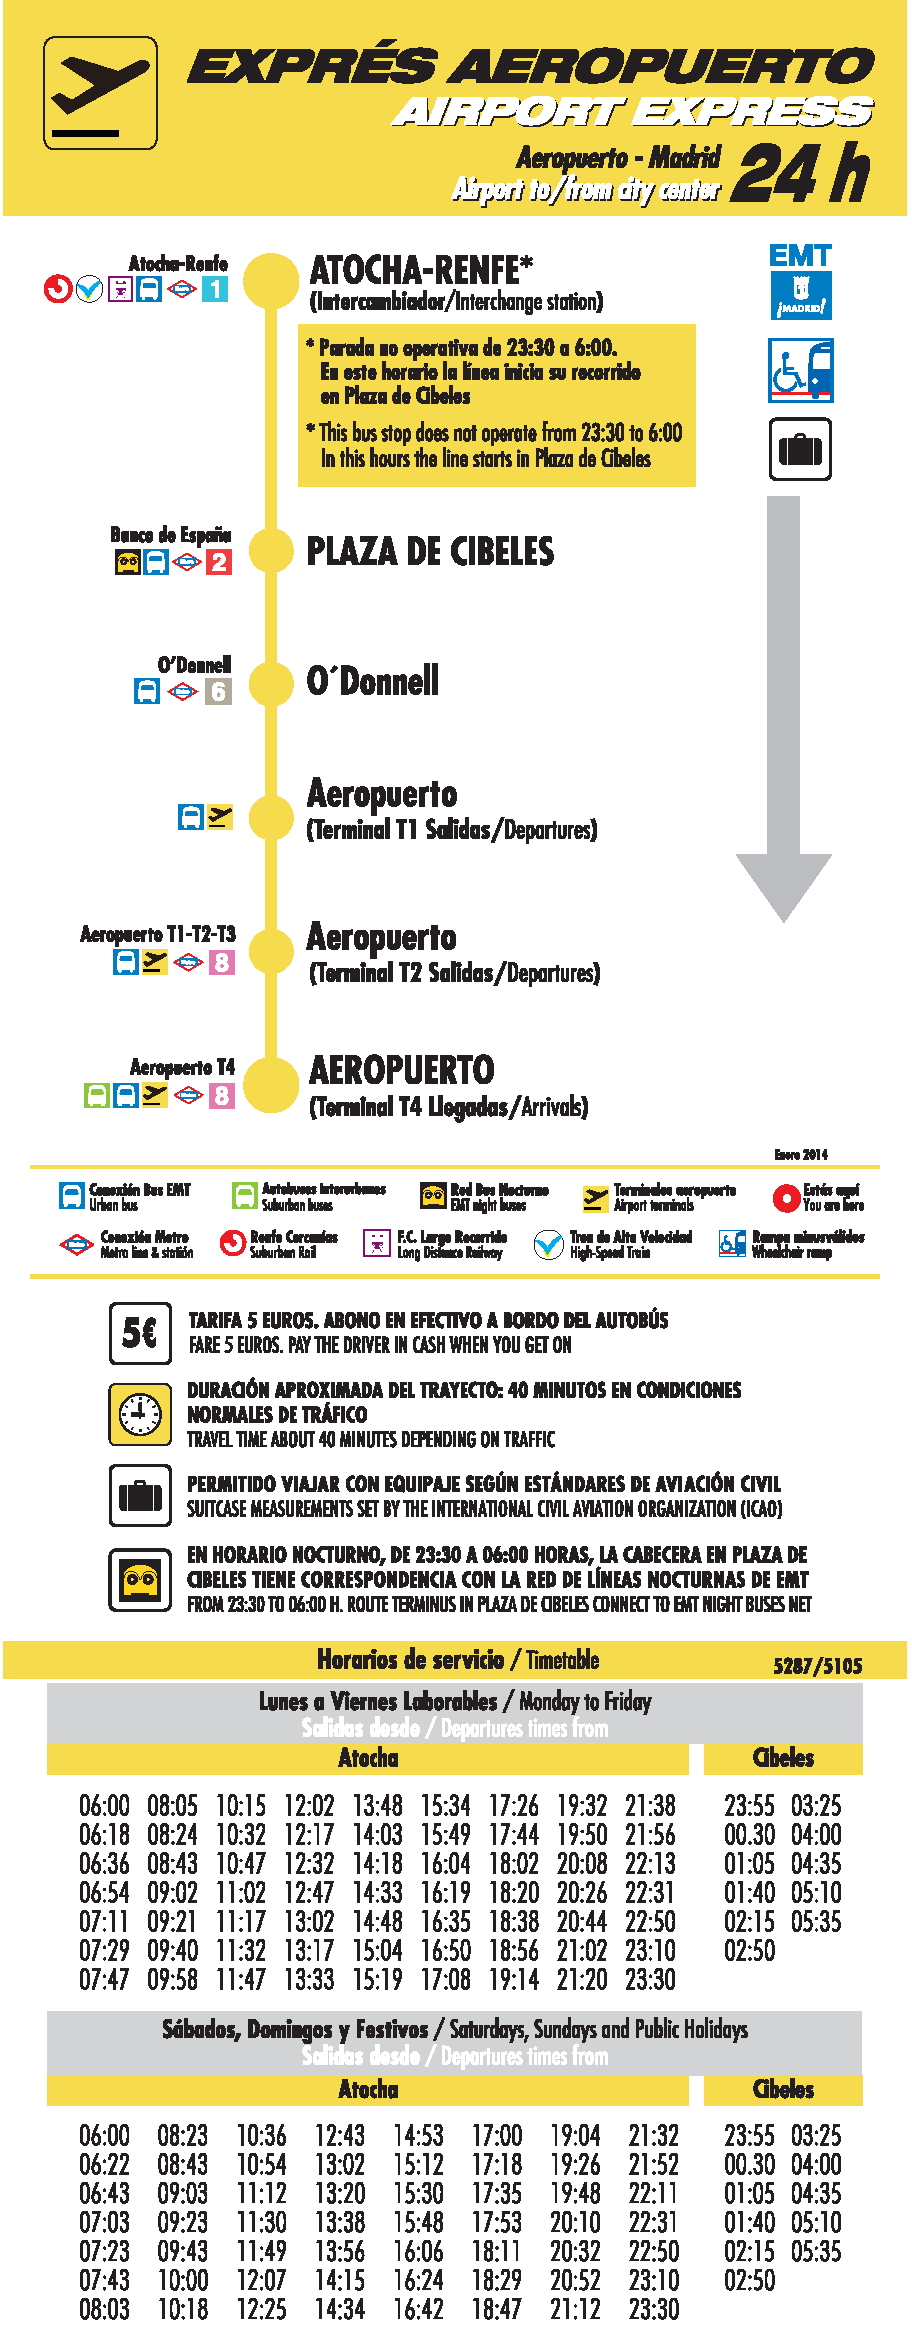 EXPRÉS AEROPUERTO
AIRPORT EXPRESS
Aeropuerto - Madrid
Airport to/from city center
24 h
Atocha-Renfe
1
ATOCHA-RENFE*
(Intercambiador/Interchange station)
EMT
¡MADRID!
* Parada no operativa de 23:30 a 6:00.
En este horario la línea inicia su recorrido
en Plaza de Cibeles
* This bus stop does not operate from 23:30 to 6:00
In this hours the line starts in Plaza de Cibeles
Banco de España
2
PLAZA DE CIBELES
O'Donnell
6
O´Donnell
Aeropuerto
(Terminal T1 Salidas/Departures)
Aeropuerto T1-T2-T3
8
Aeropuerto
(Terminal T2 Salidas/Departures)
Aeropuerto T4
8
AEROPUERTO
(Terminal T4 Llegadas/Arrivals)
Enero 2014
Conexión Bus EMT
Urban bus
Autobuses Interurbanos
Suburban buses
Red Bus Nocturno
EMT night buses
Terminales aeropuerto
Airport terminals
Estás aquí
You are here
Conexión Metro
Metro line & station
Renfe Cercanías
Suburban Rail
F.C. Largo Recorrido
Long Distance Railway
Tren de Alta Velocidad
High-Speed Train
Rampa minusválidos
Wheelchair ramp
5€
TARIFA 5 EUROS. ABONO EN EFECTIVO A BORDO DEL AUTOBÚS
FARE 5 EUROS. PAY THE DRIVER IN CASH WHEN YOU GET ON
DURACIÓN APROXIMADA DEL TRAYECTO: 40 MINUTOS EN CONDICIONES
NORMALES DE TRÁFICO
TRAVEL TIME ABOUT 40 MINUTES DEPENDING ON TRAFFIC
PERMITIDO VIAJAR CON EQUIPAJE SEGÚN ESTÁNDARES DE AVIACIÓN CIVIL
SUITCASE MEASUREMENTS SET BY THE INTERNATIONAL CIVIL AVIATION ORGANIZATION (ICAO)
EN HORARIO NOCTURNO, DE 23:30 A 06:00 HORAS, LA CABECERA EN PLAZA DE
CIBELES TIENE CORRESPONDENCIA CON LA RED DE LÍNEAS NOCTURNAS DE EMT
FROM 23:30 TO 06:00 H. ROUTE TERMINUS IN PLAZA DE CIBELES CONNECT TO EMT NIGHT BUSES NET
Horarios de servicio / Timetable 5287/5105
Lunes a Viernes Laborables / Monday to Friday
Salidas desde / Departures times from
Atocha Cibeles
06:00 08:05 10:15 12:02 13:48 15:34 17:26 19:32 21:38 23:55 03:25
06:18 08:24 10:32 12:17 14:03 15:49 17:44 19:50 21:56 00.30 04:00
06:36 08:43 10:47 12:32 14:18 16:04 18:02 20:08 22:13 01:05 04:35
06:54 09:02 11:02 12:47 14:33 16:19 18:20 20:26 22:31 01:40 05:10
07:11 09:21 11:17 13:02 14:48 16:35 18:38 20:44 22:50 02:15 05:35
07:29 09:40 11:32 13:17 15:04 16:50 18:56 21:02 23:10 02:50
07:47 09:58 11:47 13:33 15:19 17:08 19:14 21:20 23:30
Sábados, Domingos y Festivos / Saturdays, Sundays and Public Holidays
Salidas desde / Departures times from
Atocha Cibeles
06:00 08:23 10:36 12:43 14:53 17:00 19:04 21:32 23:55 03:25
06:22 08:43 10:54 13:02 15:12 17:18 19:26 21:52 00.30 04:00
06:43 09:03 11:12 13:20 15:30 17:35 19:48 22:11 01:05 04:35
07:03 09:23 11:30 13:38 15:48 17:53 20:10 22:31 01:40 05:10
07:23 09:43 11:49 13:56 16:06 18:11 20:32 22:50 02:15 05:35
07:43 10:00 12:07 14:15 16:24 18:29 20:52 23:10 02:50
08:03 10:18 12:25 14:34 16:42 18:47 21:12 23:30